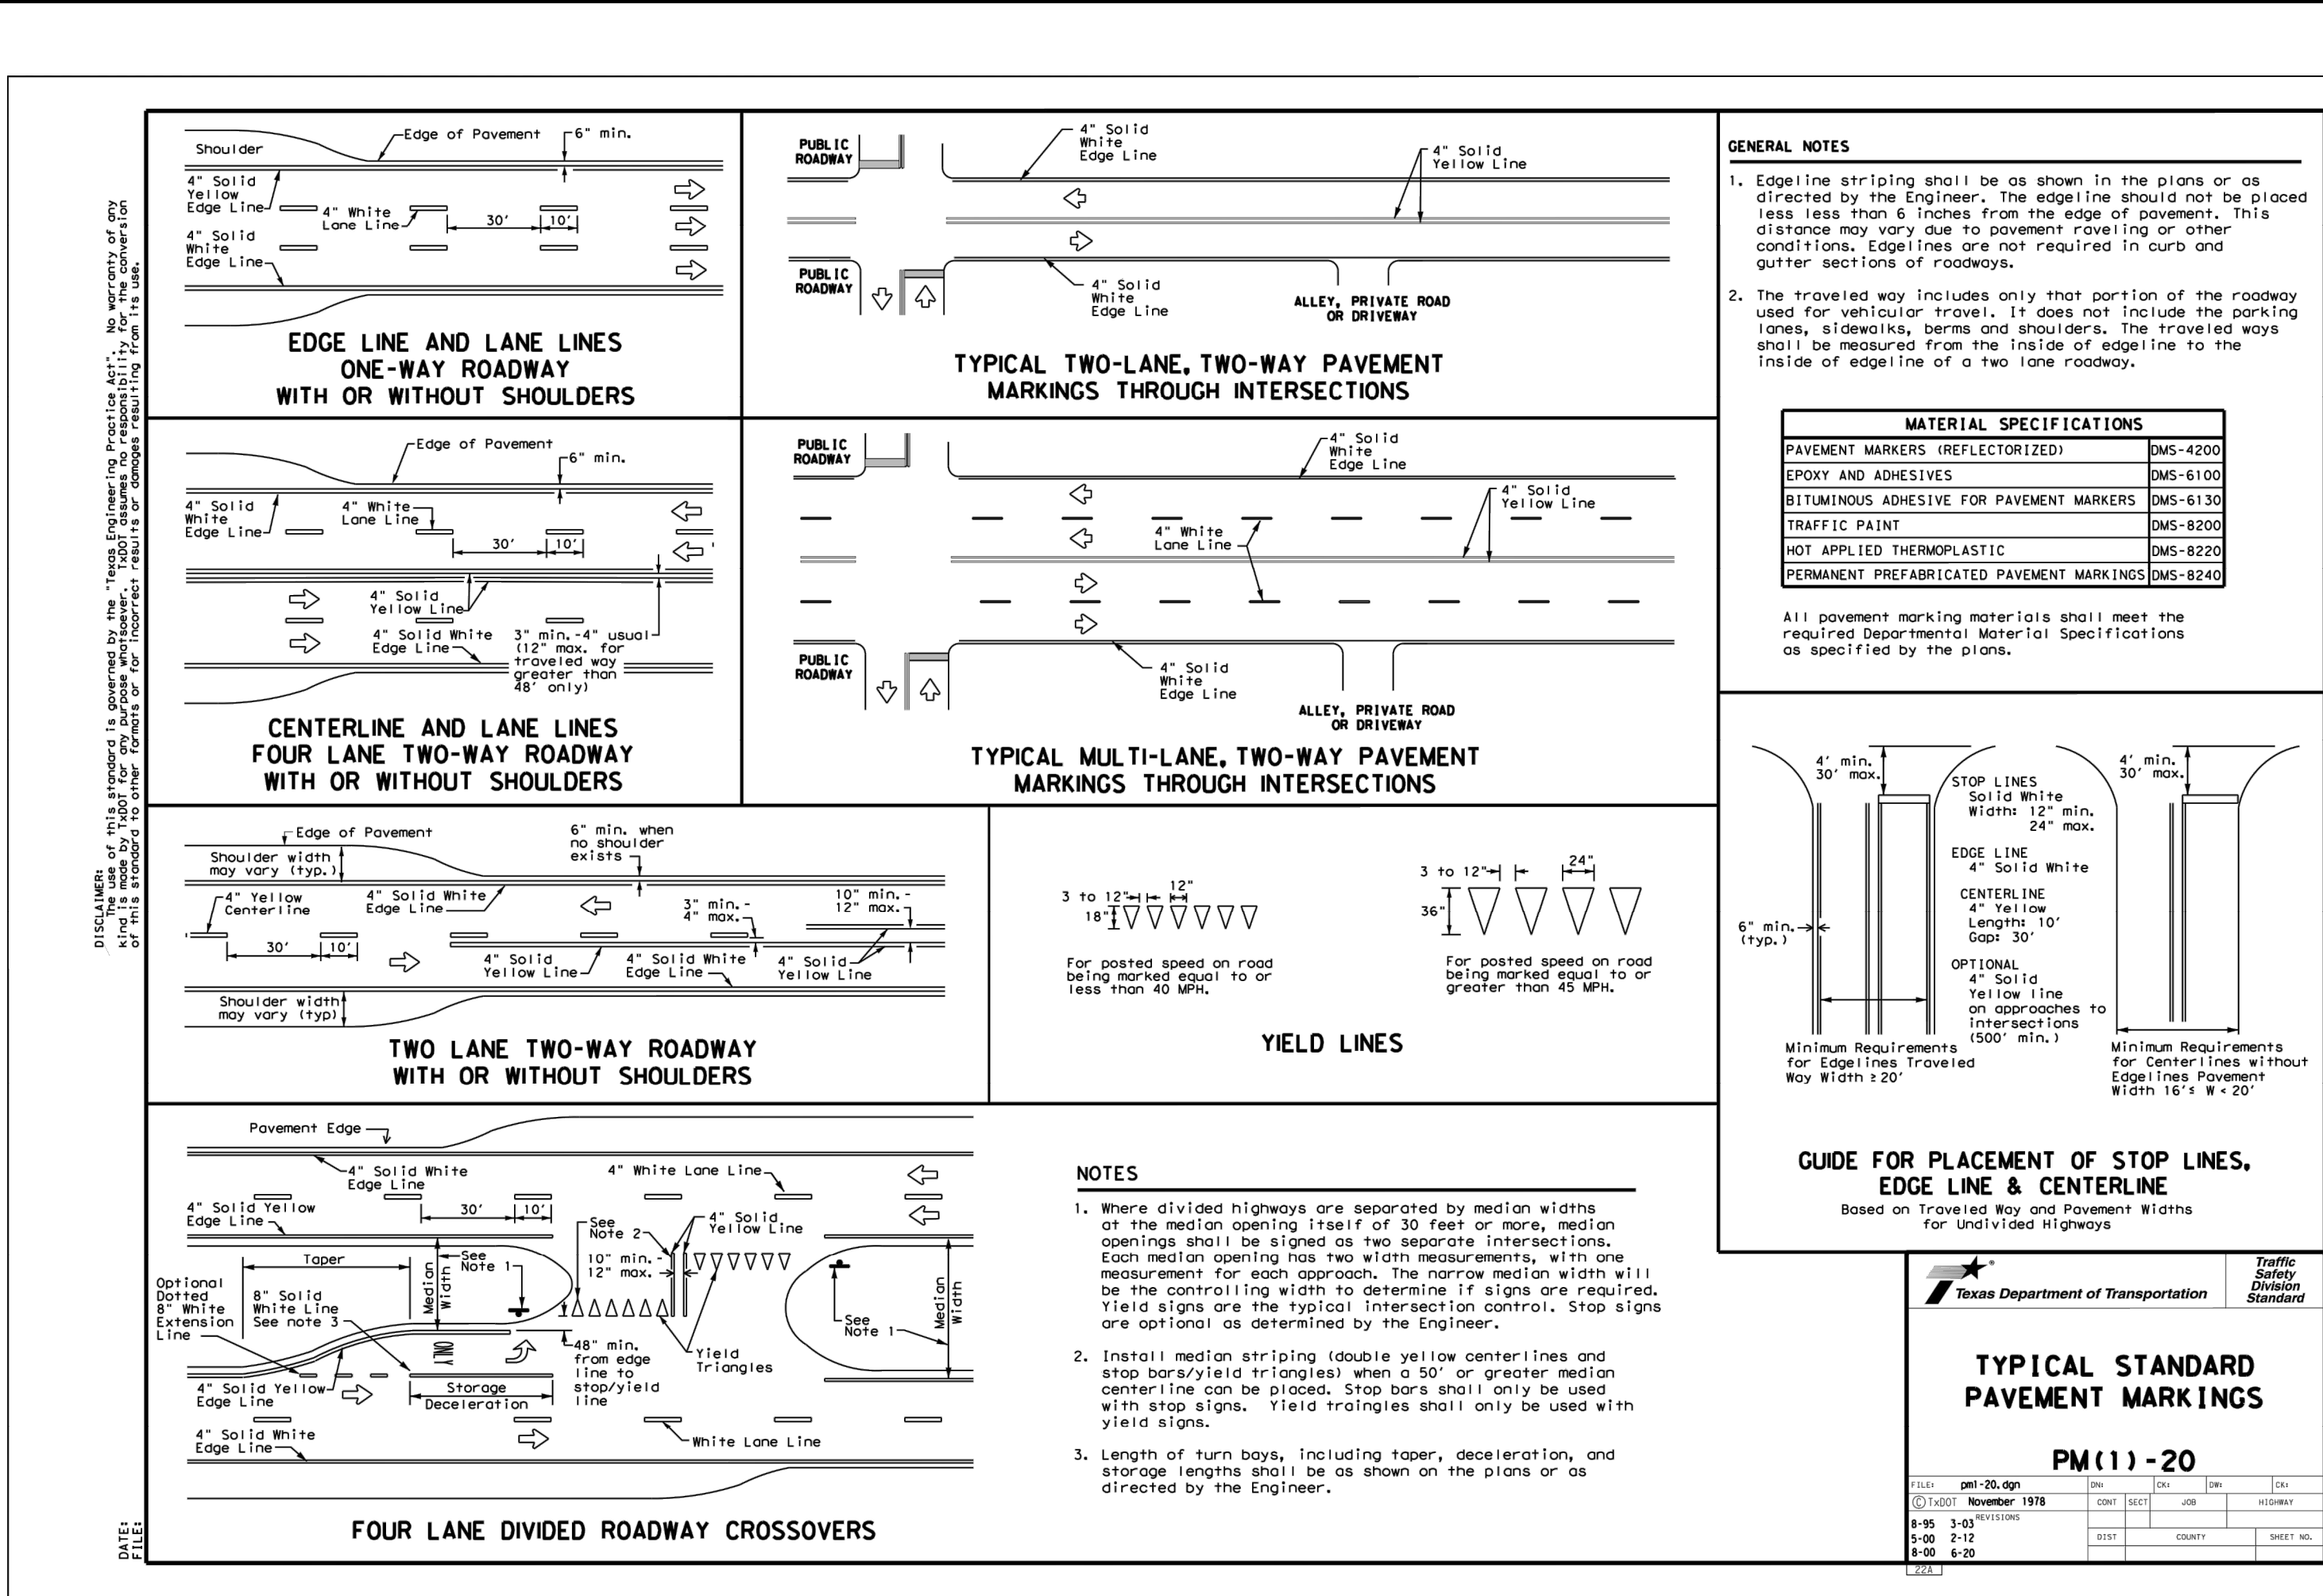 DISCLAIMER:
The use of this standard is governed by the "Texas Engineering Practice Act". No warranty of any
kind is made by TxDOT for any purpose whatsoever. TxDOT assumes no responsibility for the conversion
of this standard to other formats or for incorrect results or damages resulting from its use.
DATE:
FILE:
Edge of Pavement
6" min.
Shoulder
4" Solid
Yellow
Edge Line
4" White
Lane Line
30'
10'
4" Solid
White
Edge Line
EDGE LINE AND LANE LINES
ONE-WAY ROADWAY
WITH OR WITHOUT SHOULDERS
PUBLIC
ROADWAY
4" Solid
White
Edge Line
4" Solid
Yellow Line
PUBLIC
ROADWAY
4" Solid
White
Edge Line
ALLEY, PRIVATE ROAD
OR DRIVEWAY
TYPICAL TWO-LANE, TWO-WAY PAVEMENT
MARKINGS THROUGH INTERSECTIONS
Edge of Pavement
6" min.
4" Solid
White
Edge Line
4" White
Lane Line
30'
10'
4" Solid
Yellow Line
4" Solid White
Edge Line
3" min.-4" usual
(12" max. for
traveled way
greater than
48' only)
CENTERLINE AND LANE LINES
FOUR LANE TWO-WAY ROADWAY
WITH OR WITHOUT SHOULDERS
PUBLIC
ROADWAY
4" Solid
White
Edge Line
4" Solid
Yellow Line
4" White
Lane Line
PUBLIC
ROADWAY
4" Solid
White
Edge Line
ALLEY, PRIVATE ROAD
OR DRIVEWAY
TYPICAL MULTI-LANE, TWO-WAY PAVEMENT
MARKINGS THROUGH INTERSECTIONS
Edge of Pavement
6" min. when
no shoulder
exists
Shoulder width
may vary (typ.)
4" Yellow
Centerline
4" Solid White
Edge Line
3" min.-
4" max.
10" min.-
12" max.
30'
10'
4" Solid
Yellow Line
4" Solid White
Edge Line
4" Solid
Yellow Line
Shoulder width
may vary (typ)
TWO LANE TWO-WAY ROADWAY
WITH OR WITHOUT SHOULDERS
3 to 12"
12"
18"
For posted speed on road
being marked equal to or
less than 40 MPH.
3 to 12"
24"
36"
For posted speed on road
being marked equal to or
greater than 45 MPH.
YIELD LINES
Pavement Edge
4" Solid White
Edge Line
4" White Lane Line
4" Solid Yellow
Edge Line
30'
10'
See
Note 2
4" Solid
Yellow Line
Taper
See
Note 1
10" min.-
12" max.
Median
Width
Optional
Dotted
8" White
Extension
Line
8" Solid
White Line
See note 3
ONLY
48" min.
from edge
line to
stop/yield
line
Yield
Triangles
See
Note 1
Median
Width
4" Solid Yellow
Edge Line
Storage
Deceleration
4" Solid White
Edge Line
White Lane Line
FOUR LANE DIVIDED ROADWAY CROSSOVERS
NOTES
1. Where divided highways are separated by median widths
at the median opening itself of 30 feet or more, median
openings shall be signed as two separate intersections.
Each median opening has two width measurements, with one
measurement for each approach. The narrow median width will
be the controlling width to determine if signs are required.
Yield signs are the typical intersection control. Stop signs
are optional as determined by the Engineer.
2. Install median striping (double yellow centerlines and
stop bars/yield triangles) when a 50' or greater median
centerline can be placed. Stop bars shall only be used
with stop signs. Yield traingles shall only be used with
yield signs.
3. Length of turn bays, including taper, deceleration, and
storage lengths shall be as shown on the plans or as
directed by the Engineer.
GENERAL NOTES
1. Edgeline striping shall be as shown in the plans or as
directed by the Engineer. The edgeline should not be placed
less less than 6 inches from the edge of pavement. This
distance may vary due to pavement raveling or other
conditions. Edgelines are not required in curb and
gutter sections of roadways.
2. The traveled way includes only that portion of the roadway
used for vehicular travel. It does not include the parking
lanes, sidewalks, berms and shoulders. The traveled ways
shall be measured from the inside of edgeline to the
inside of edgeline of a two lane roadway.
MATERIAL SPECIFICATIONS
PAVEMENT MARKERS (REFLECTORIZED) DMS-4200
EPOXY AND ADHESIVES DMS-6100
BITUMINOUS ADHESIVE FOR PAVEMENT MARKERS DMS-6130
TRAFFIC PAINT DMS-8200
HOT APPLIED THERMOPLASTIC DMS-8220
PERMANENT PREFABRICATED PAVEMENT MARKINGS DMS-8240
All pavement marking materials shall meet the
required Departmental Material Specifications
as specified by the plans.
4' min.
30' max.
STOP LINES
Solid White
Width: 12" min.
24" max.
EDGE LINE
4" Solid White
CENTERLINE
4" Yellow
Length: 10'
Gap: 30'
OPTIONAL
4" Solid
Yellow line
on approaches to
intersections
(500' min.)
6" min.
(typ.)
4' min.
30' max.
Minimum Requirements
for Edgelines Traveled
Way Width ≥ 20'
Minimum Requirements
for Centerlines without
Edgelines Pavement
Width 16' ≤ W < 20'
GUIDE FOR PLACEMENT OF STOP LINES,
EDGE LINE & CENTERLINE
Based on Traveled Way and Pavement Widths
for Undivided Highways
® Texas Department of Transportation
Traffic
Safety
Division
Standard
TYPICAL STANDARD
PAVEMENT MARKINGS
PM(1)-20
FILE: pm1-20.dgn DN: CK: DW: CK:
© TxDOT November 1978 CONT SECT JOB HIGHWAY
REVISIONS
8-95 3-03
5-00 2-12
8-00 6-20
DIST COUNTY SHEET NO.
22A